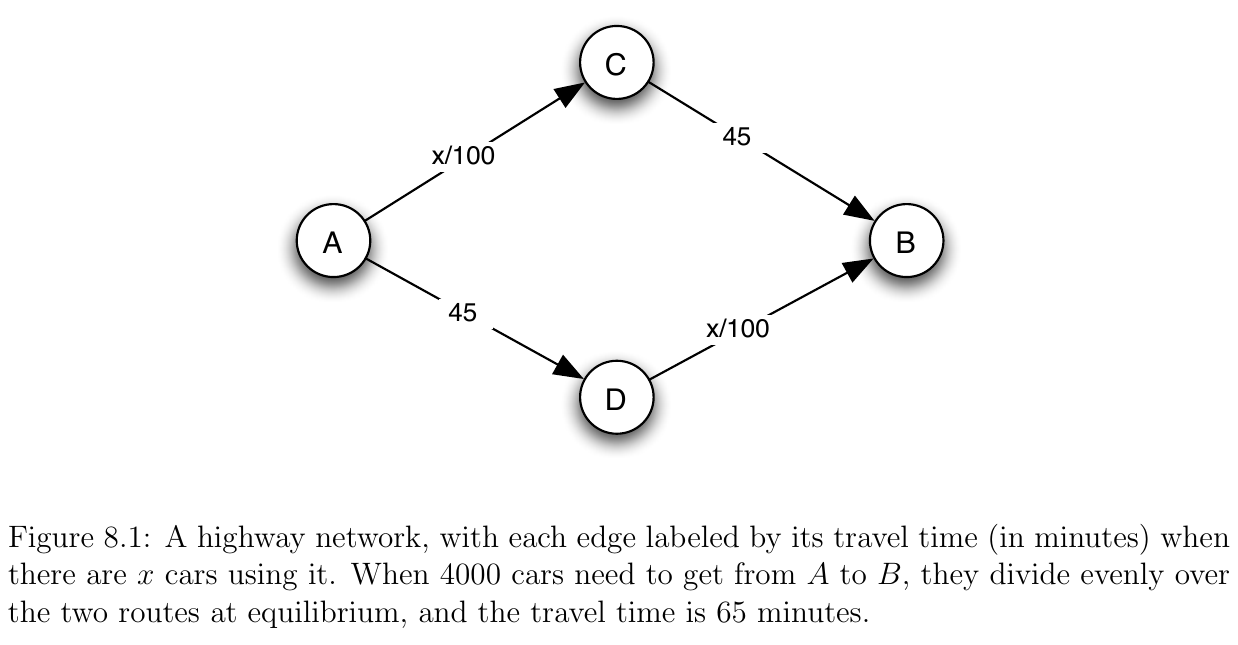 C
x/100
45
A
B
45
x/100
D
Figure 8.1: A highway network, with each edge labeled by its travel time (in minutes) when
there are x cars using it. When 4000 cars need to get from A to B, they divide evenly over
the two routes at equilibrium, and the travel time is 65 minutes.